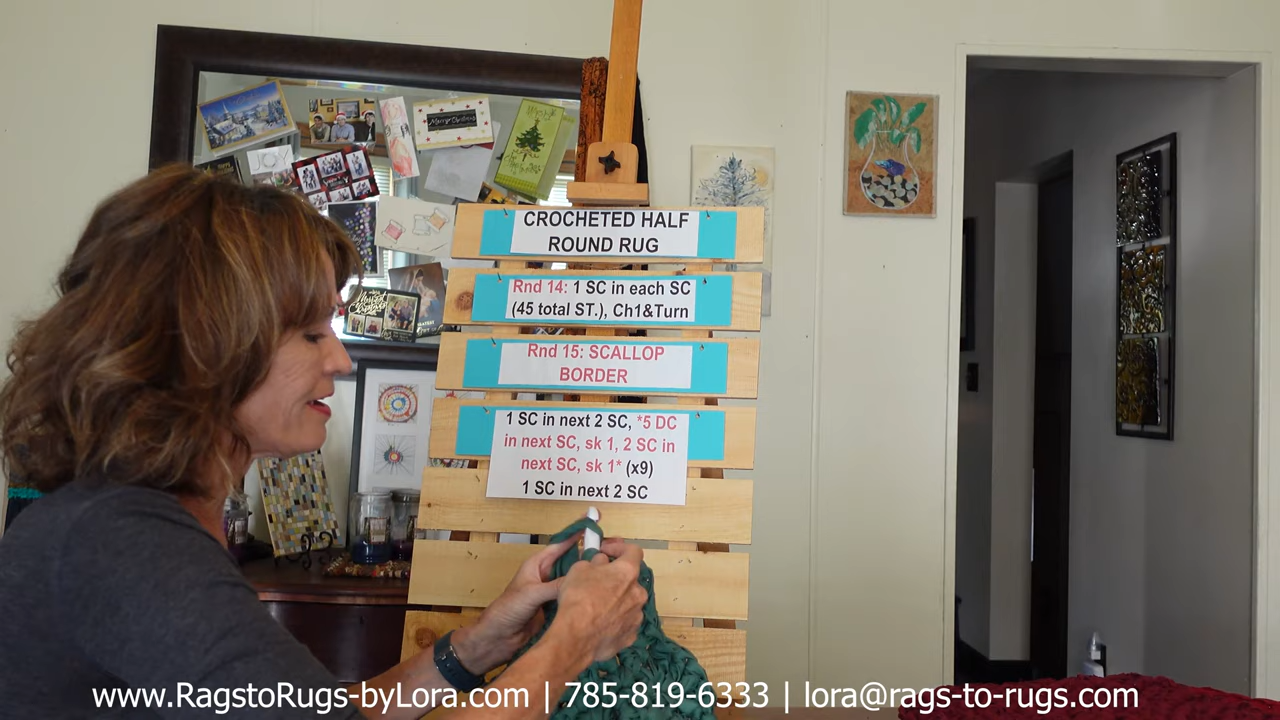 Merry Christmas
CROCHETED HALF
ROUND RUG
Rnd 14: 1 SC in each SC
(45 total ST.), Ch1&Turn
Rnd 15: SCALLOP
BORDER
1 SC in next 2 SC, *5 DC
in next SC, sk 1, 2 SC in
next SC, sk 1* (x9)
1 SC in next 2 SC
www.RagstoRugs-byLora.com | 785-819-6333 | lora@rags-to-rugs.com